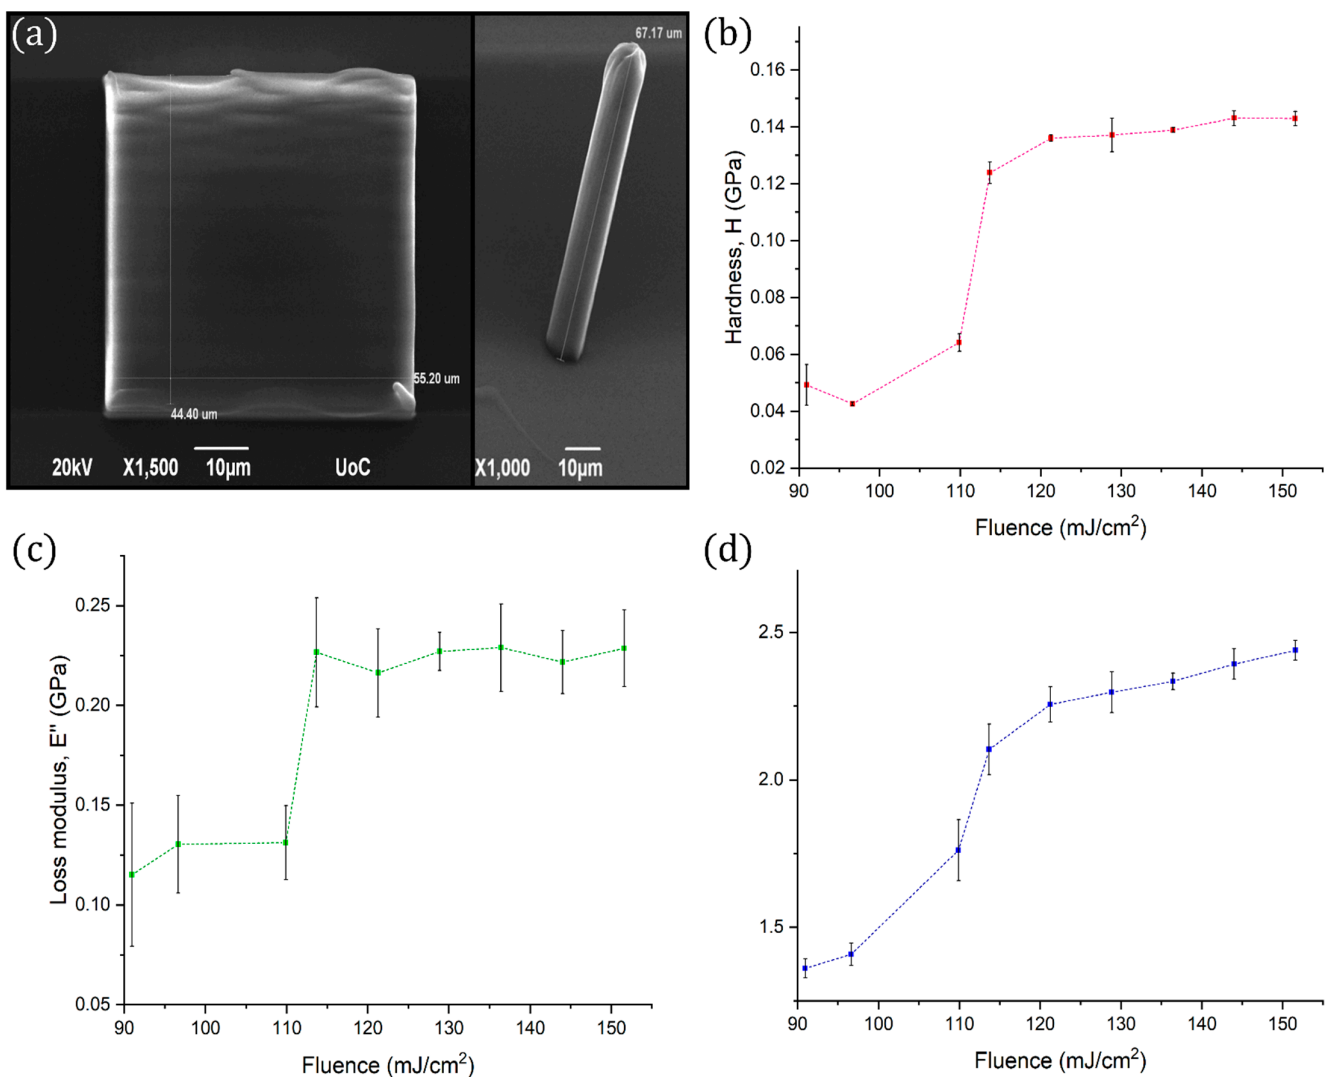 (a)
67.17 um
55.20 um
44.40 um
20kV X1,500 10μm UoC
X1,000 10μm
(b)
Hardness, H (GPa)
0.16
0.14
0.12
0.10
0.08
0.06
0.04
0.02
90 100 110 120 130 140 150
Fluence (mJ/cm²)
(c)
Loss modulus, E" (GPa)
0.25
0.20
0.15
0.10
0.05
90 100 110 120 130 140 150
Fluence (mJ/cm²)
(d)
2.5
2.0
1.5
90 100 110 120 130 140 150
Fluence (mJ/cm²)